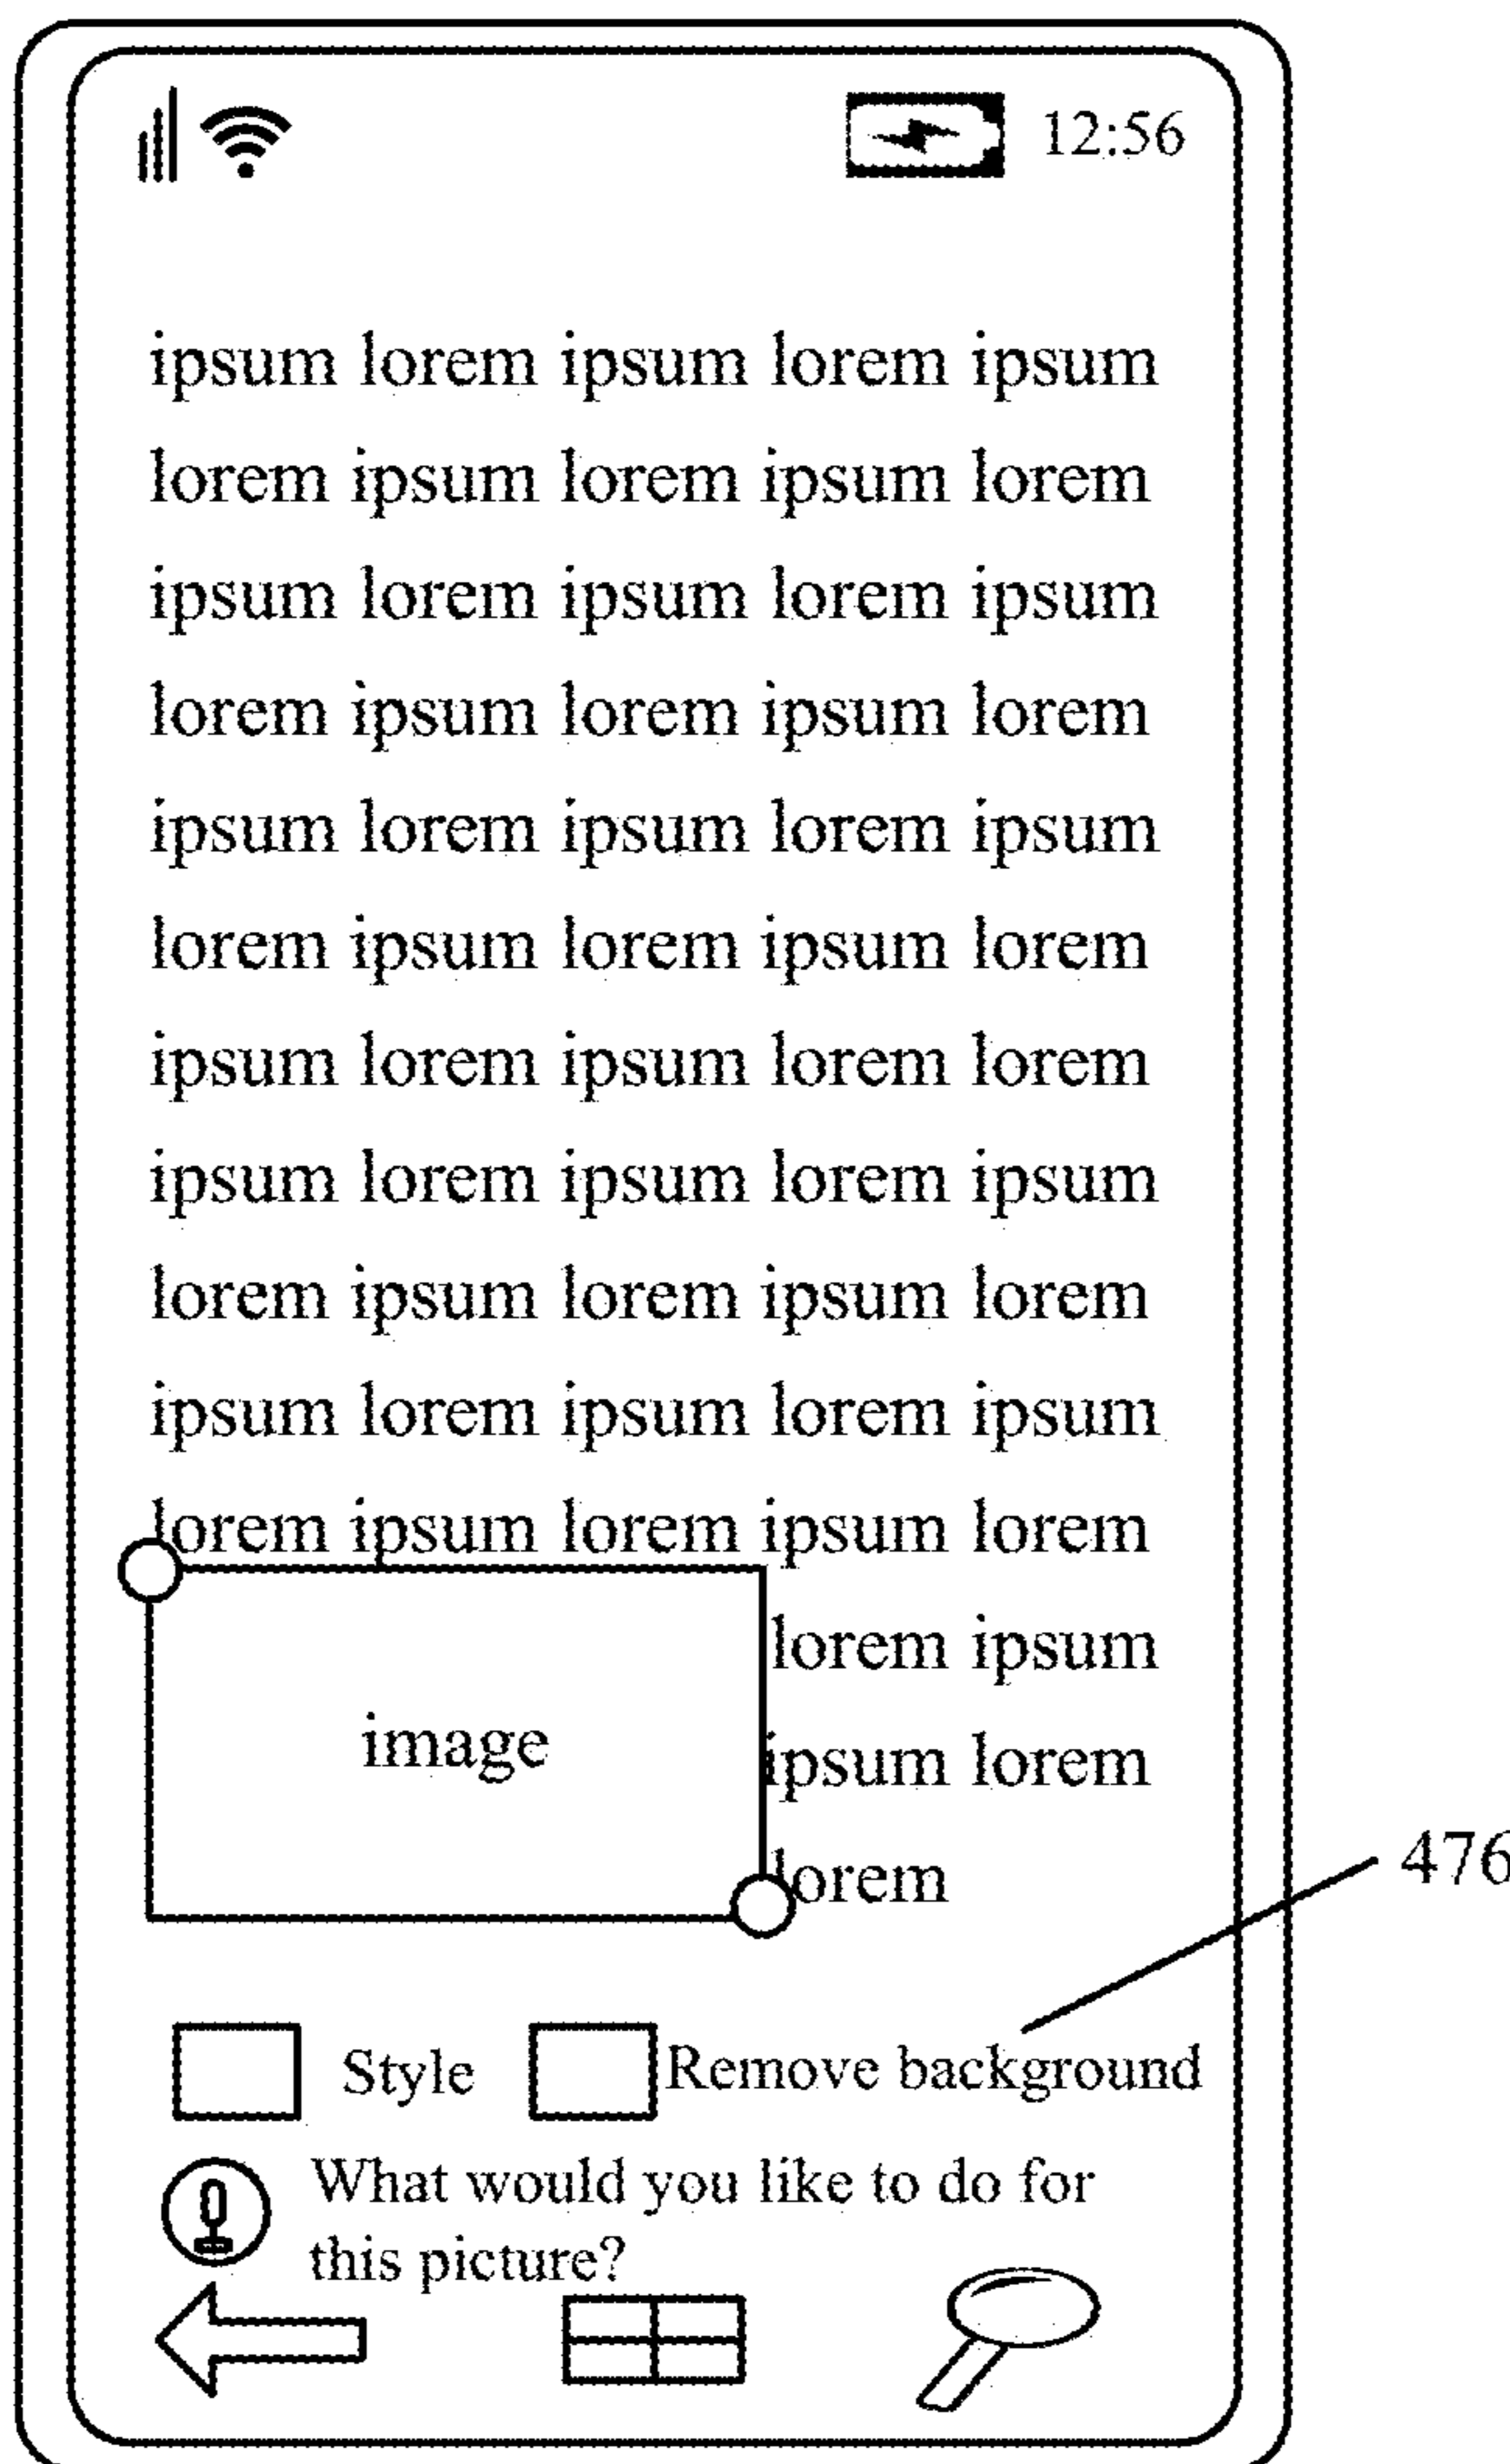 12:56
ipsum lorem ipsum lorem ipsum
lorem ipsum lorem ipsum lorem
ipsum lorem ipsum lorem ipsum
lorem ipsum lorem ipsum lorem
ipsum lorem ipsum lorem ipsum
lorem ipsum lorem ipsum lorem
ipsum lorem ipsum lorem lorem
ipsum lorem ipsum lorem ipsum
lorem ipsum lorem ipsum lorem
ipsum lorem ipsum lorem ipsum
lorem ipsum lorem ipsum lorem
lorem ipsum
image
ipsum lorem
lorem
476
Style Remove background
What would you like to do for
this picture?